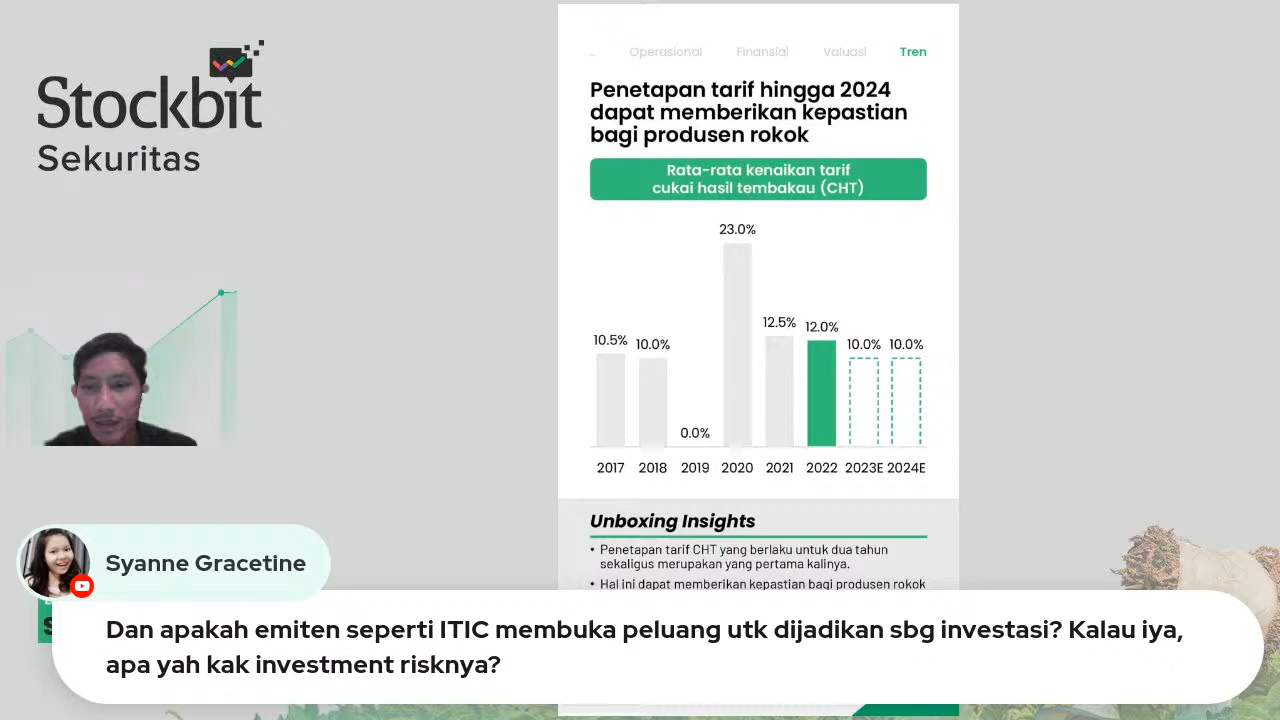 Stockbit
Sekuritas
Operasional Finansial Valuasi Tren
Penetapan tarif hingga 2024
dapat memberikan kepastian
bagi produsen rokok
Rata-rata kenaikan tarif
cukai hasil tembakau (CHT)
23.0%
12.5%
12.0%
10.5%
10.0%
10.0%
10.0%
0.0%
2017 2018 2019 2020 2021 2022 2023E 2024E
Unboxing Insights
• Penetapan tarif CHT yang berlaku untuk dua tahun
sekaligus merupakan yang pertama kalinya.
• Hal ini dapat memberikan kepastian bagi produsen rokok
Syanne Gracetine
Dan apakah emiten seperti ITIC membuka peluang utk dijadikan sbg investasi? Kalau iya,
apa yah kak investment risknya?